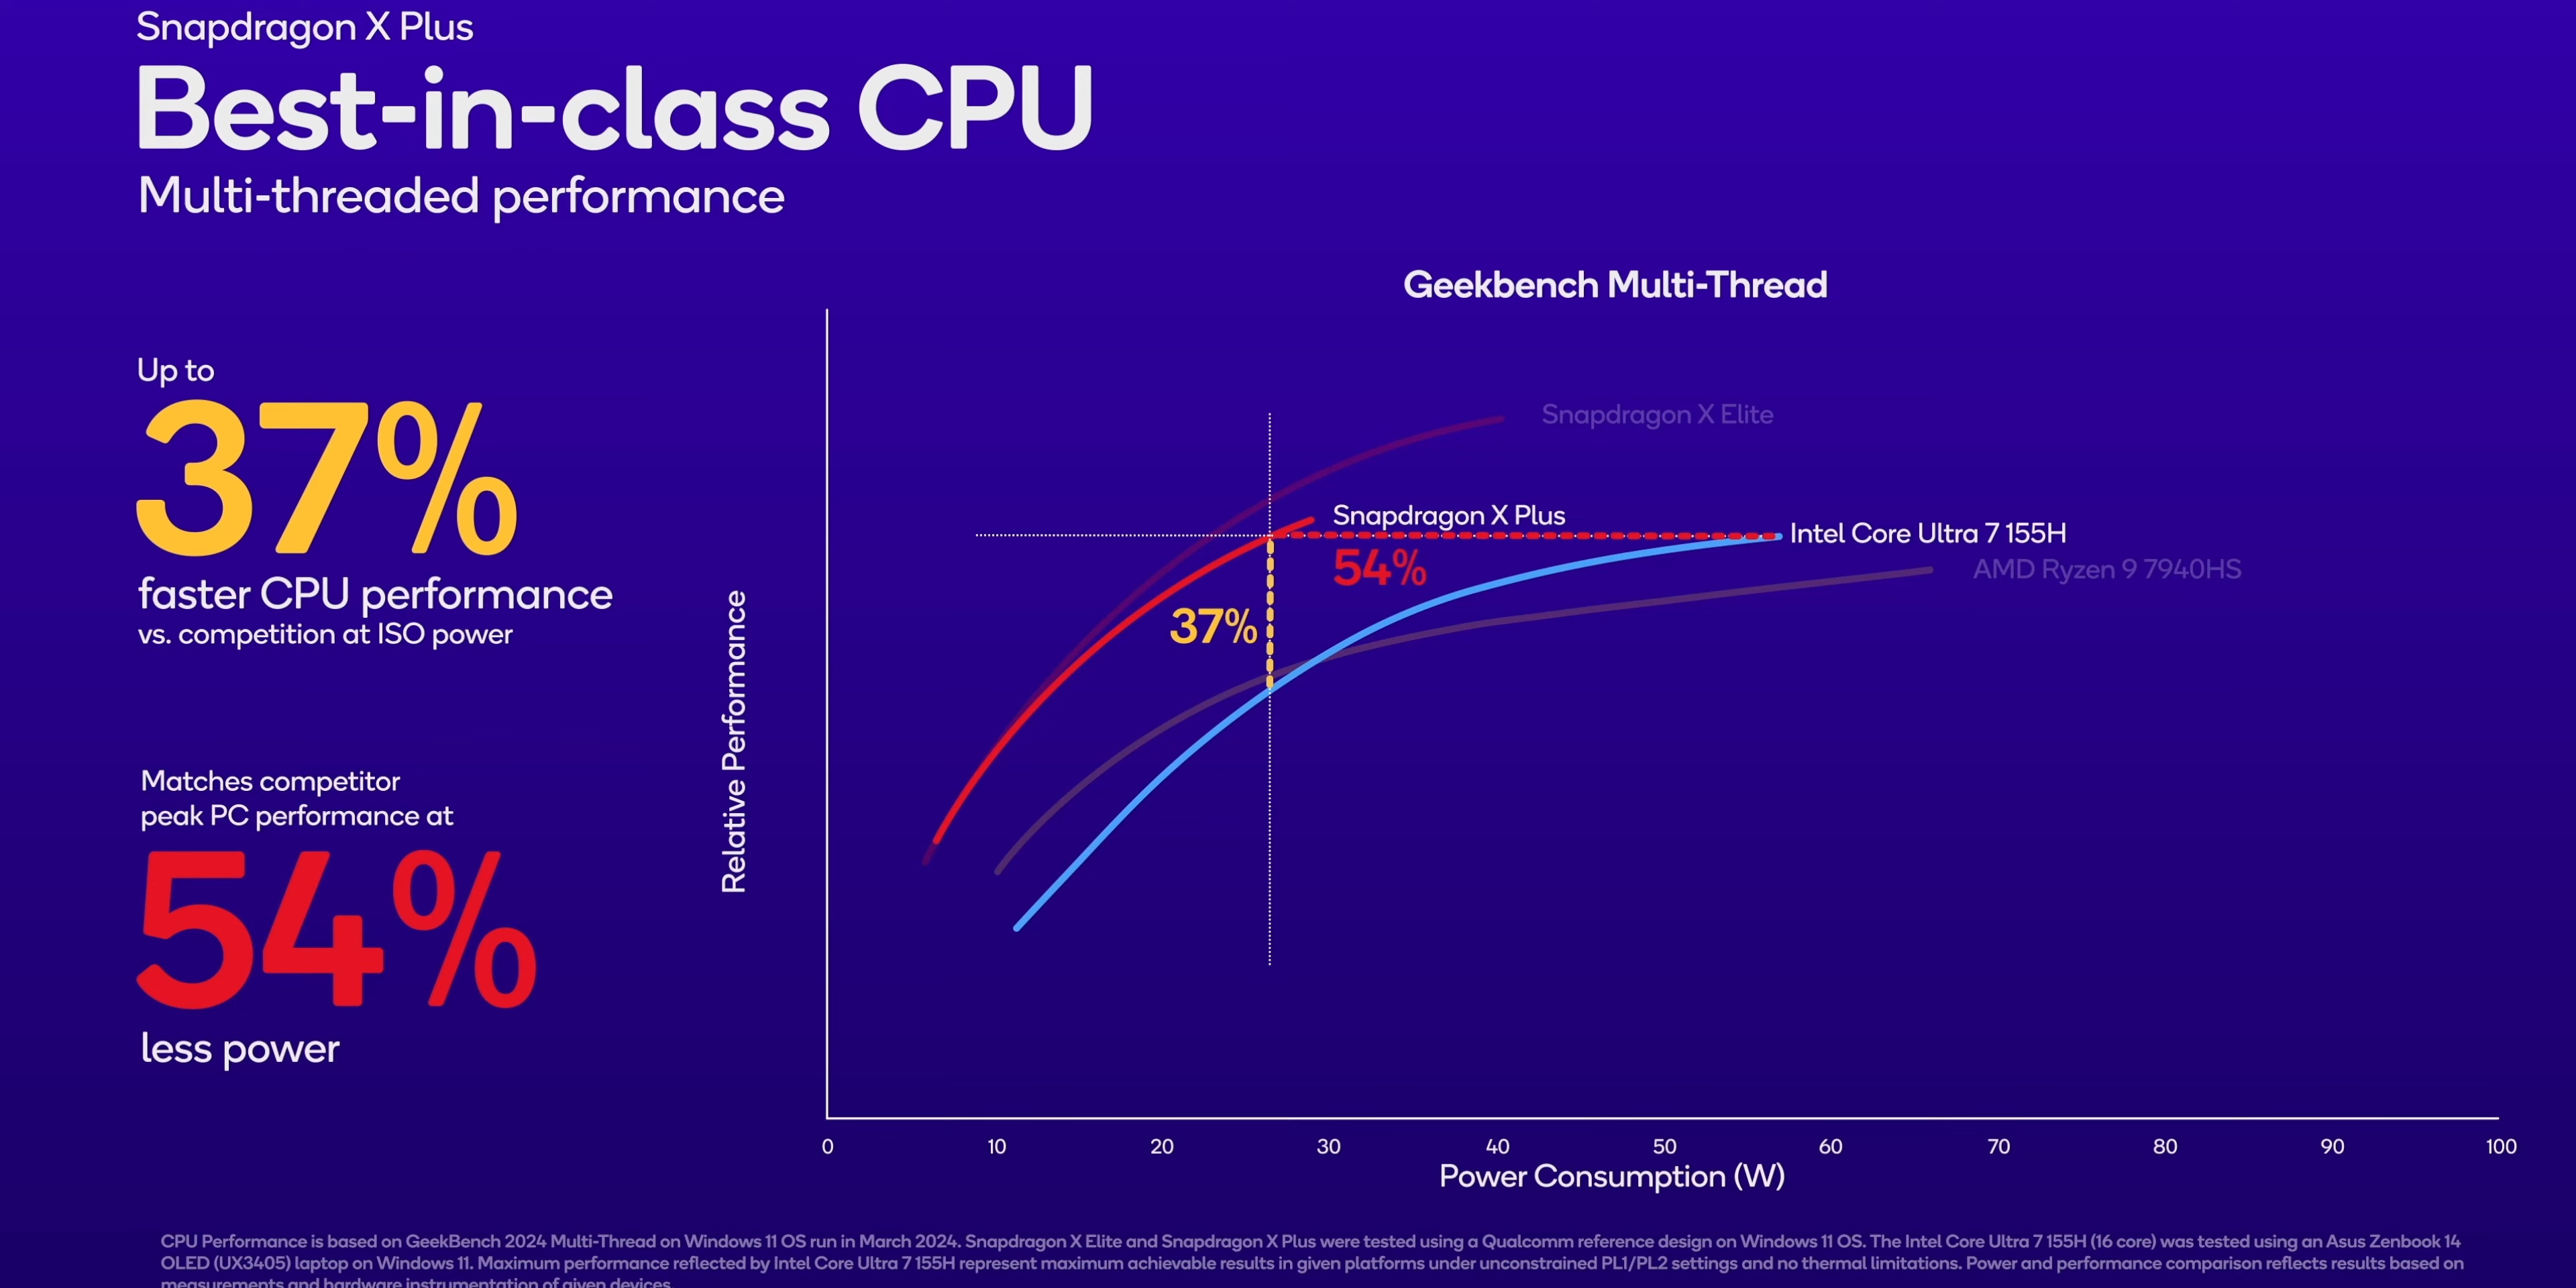 Snapdragon X Plus
Best-in-class CPU
Multi-threaded performance
Up to
37%
faster CPU performance
vs. competition at ISO power
Matches competitor
peak PC performance at
54%
less power
Geekbench Multi-Thread
Snapdragon X Elite
Snapdragon X Plus
Intel Core Ultra 7 155H
54%
AMD Ryzen 9 7940HS
37%
Relative Performance
0 10 20 30 40 50 60 70 80 90 100
Power Consumption (W)
CPU Performance is based on GeekBench 2024 Multi-Thread on Windows 11 OS run in March 2024. Snapdragon X Elite and Snapdragon X Plus were tested using a Qualcomm reference design on Windows 11 OS. The Intel Core Ultra 7 155H (16 core) was tested using an Asus Zenbook 14
OLED (UX3405) laptop on Windows 11. Maximum performance reflected by Intel Core Ultra 7 155H represent maximum achievable results in given platforms under unconstrained PL1/PL2 settings and no thermal limitations. Power and performance comparison reflects results based on
measurements and hardware instrumentation of given devices.